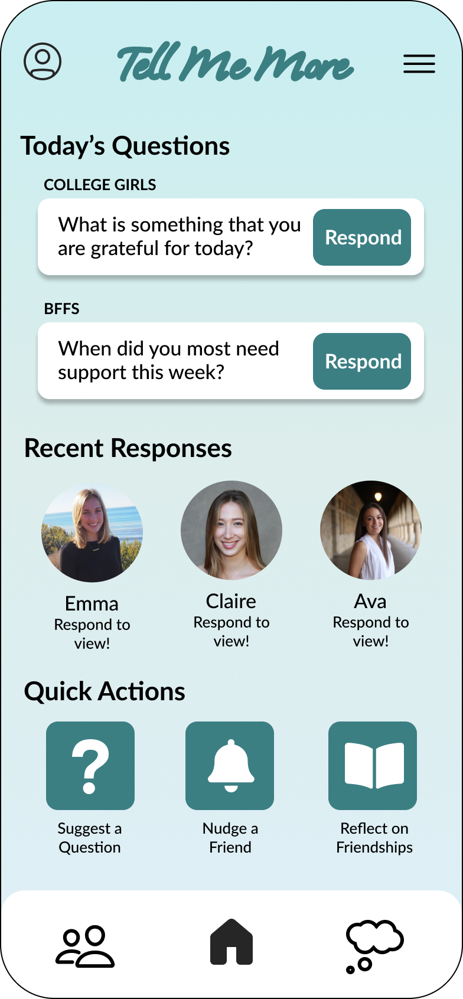 Tell Me More
Today’s Questions
COLLEGE GIRLS
What is something that you
are grateful for today?
Respond
BFFS
When did you most need
support this week?
Respond
Recent Responses
Emma
Respond to
view!
Claire
Respond to
view!
Ava
Respond to
view!
Quick Actions
?
Suggest a
Question
Nudge a
Friend
Reflect on
Friendships